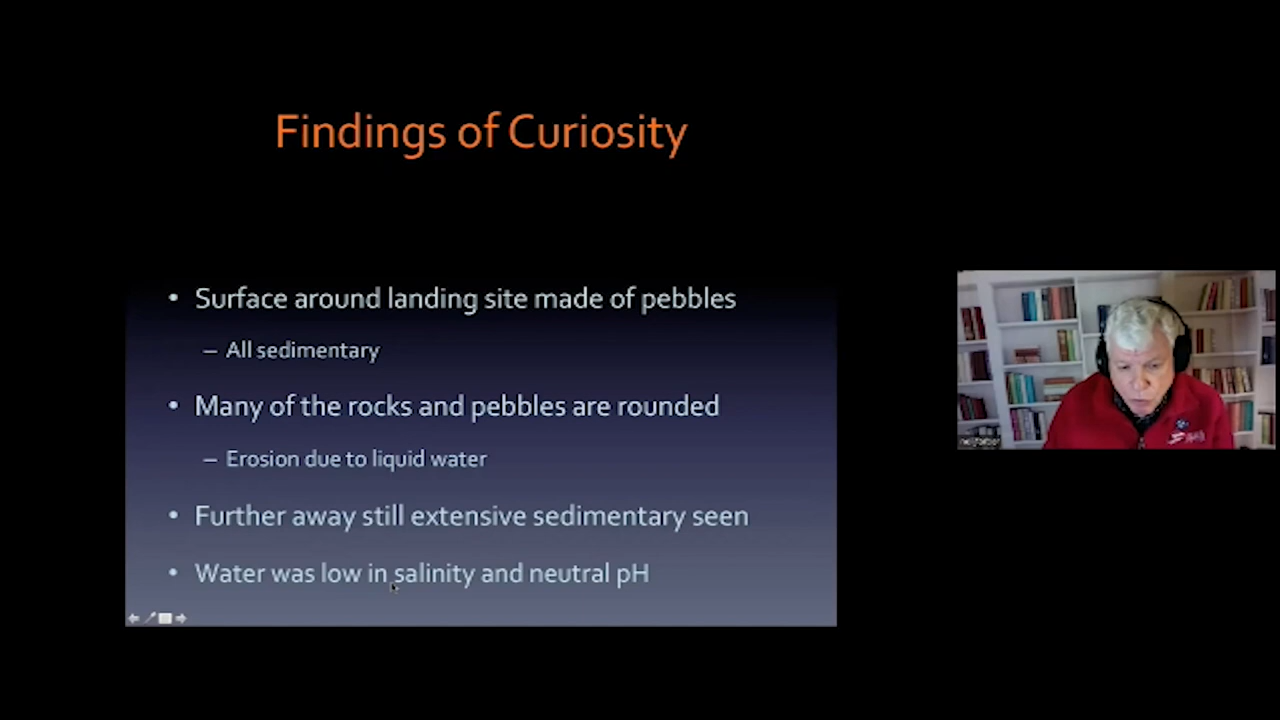 Findings of Curiosity
• Surface around landing site made of pebbles
– All sedimentary
• Many of the rocks and pebbles are rounded
– Erosion due to liquid water
• Further away still extensive sedimentary seen
• Water was low in salinity and neutral pH